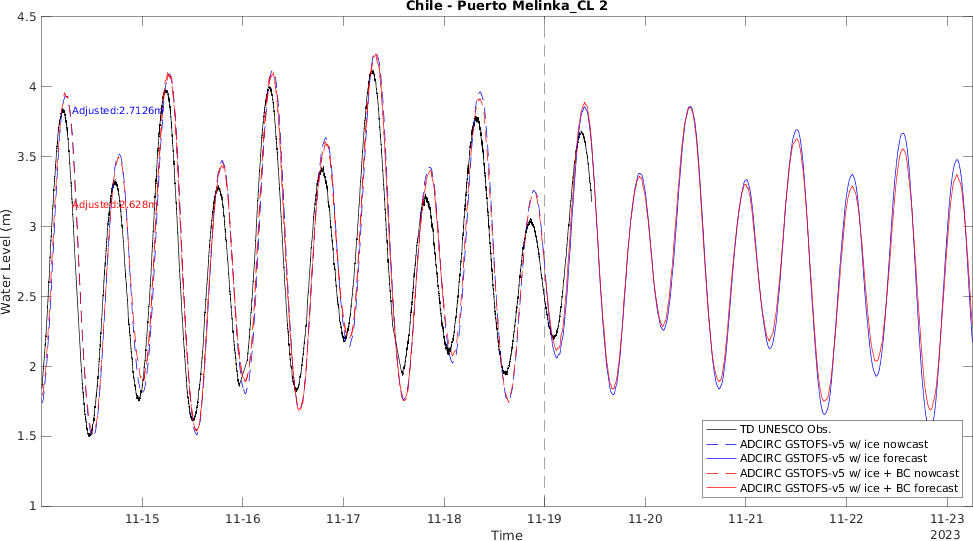 Chile - Puerto Melinka_CL 2
4.5
4
3.5
3
2.5
2
1.5
1
Water Level (m)
Adjusted:2.7126m
Adjusted:2.628m
TD UNESCO Obs.
ADCIRC GSTOFS-v5 w/ ice nowcast
ADCIRC GSTOFS-v5 w/ ice forecast
ADCIRC GSTOFS-v5 w/ ice + BC nowcast
ADCIRC GSTOFS-v5 w/ ice + BC forecast
11-15 11-16 11-17 11-18 11-19 11-20 11-21 11-22 11-23
Time
2023